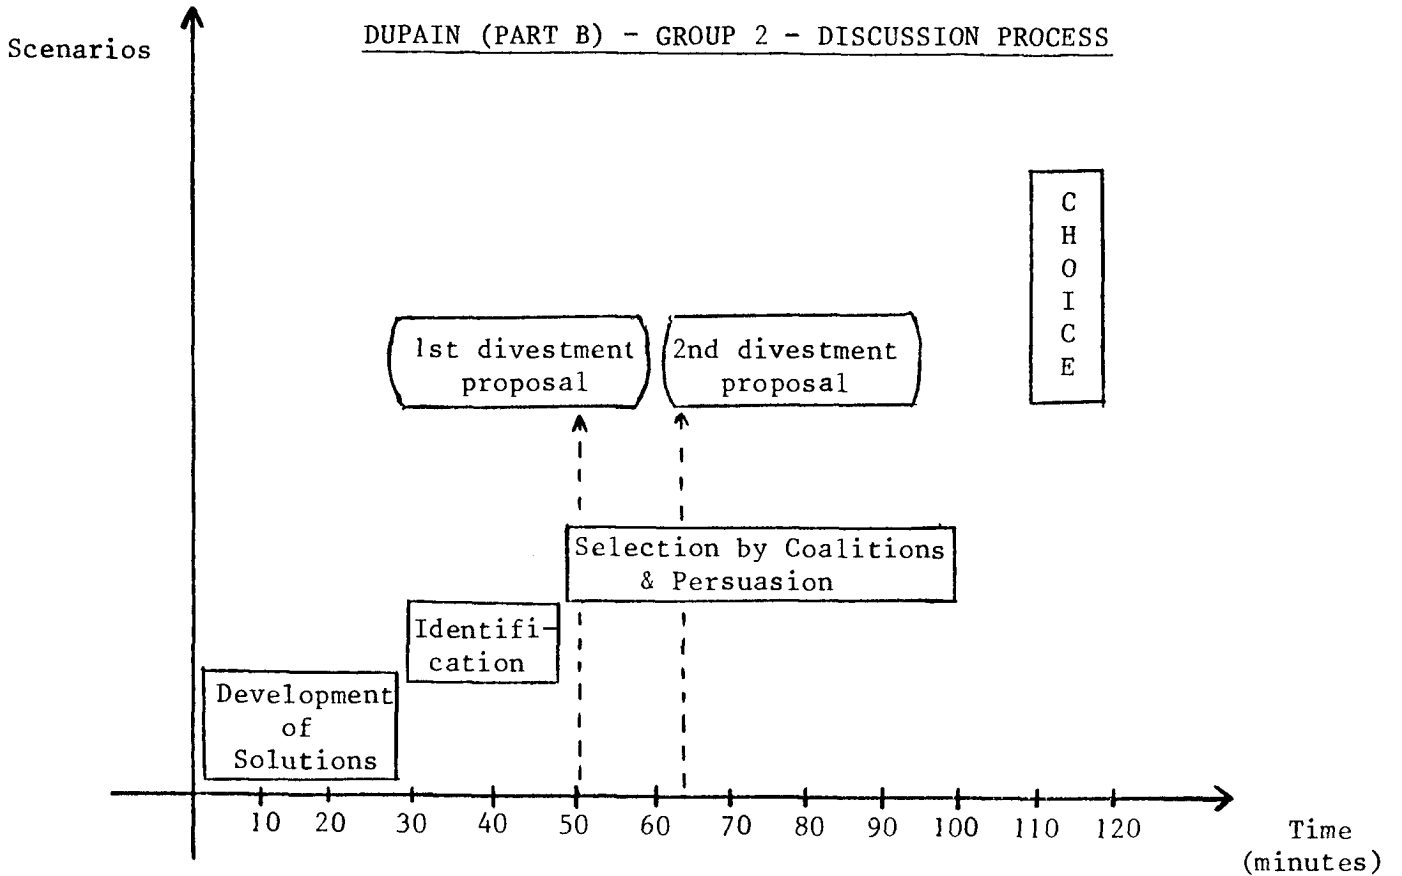 DUPAIN (PART B) - GROUP 2 - DISCUSSION PROCESS
Scenarios
C
H
O
I
C
E
1st divestment
proposal
2nd divestment
proposal
Selection by Coalitions
& Persuasion
Identifi-
cation
Development
of
Solutions
10 20 30 40 50 60 70 80 90 100 110 120
Time
(minutes)